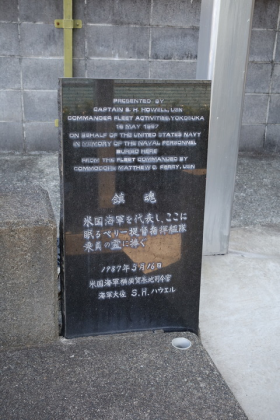 PRESENTED BY
CAPTAIN S. H. HOWELL, USN
COMMANDER FLEET ACTIVITIES, YOKOSUKA
16 MAY 1987
ON BEHALF OF THE UNITED STATES NAVY
IN MEMORY OF THE NAVAL PERSONNEL
BURIED HERE
FROM THE FLEET COMMANDED BY
COMMODORE MATTHEW C. PERRY, USN
鎮魂
米国海軍を代表し、ここに
眠るペリー提督指揮艦隊
乗員の霊に捧ぐ
1987年5月16日
米国海軍横須賀基地司令官
海軍大佐 S.H.ハウエル